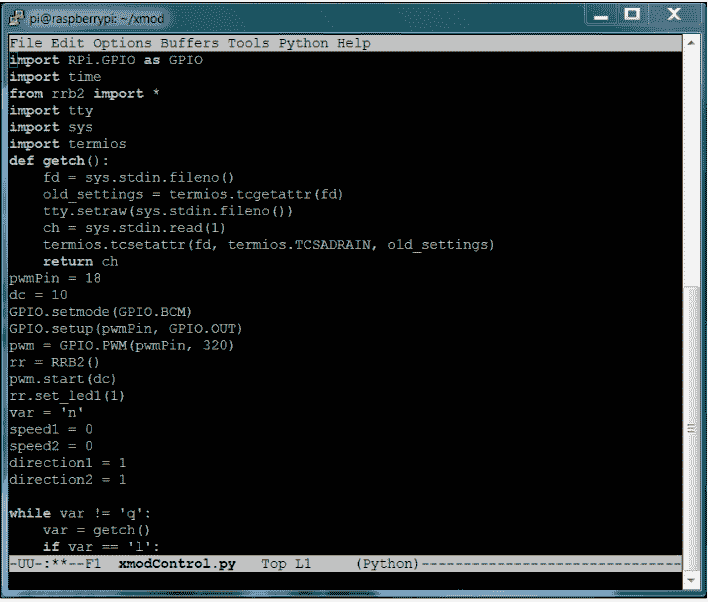 pi@raspberrypi: ~/xmod
File Edit Options Buffers Tools Python Help
import RPi.GPIO as GPIO
import time
from rrb2 import *
import tty
import sys
import termios
def getch():
    fd = sys.stdin.fileno()
    old_settings = termios.tcgetattr(fd)
    tty.setraw(sys.stdin.fileno())
    ch = sys.stdin.read(1)
    termios.tcsetattr(fd, termios.TCSADRAIN, old_settings)
    return ch
pwmPin = 18
dc = 10
GPIO.setmode(GPIO.BCM)
GPIO.setup(pwmPin, GPIO.OUT)
pwm = GPIO.PWM(pwmPin, 320)
rr = RRB2()
pwm.start(dc)
rr.set_led1(1)
var = 'n'
speed1 = 0
speed2 = 0
direction1 = 1
direction2 = 1

while var != 'q':
    var = getch()
    if var == 'l':
-UU-:**--F1  xmodControl.py   Top L1     (Python)--------------------------------